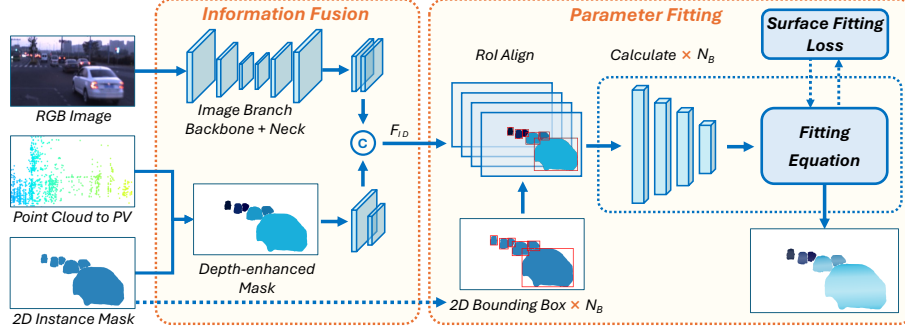 Information Fusion
Parameter Fitting
Surface Fitting
Loss
RoI Align
Calculate × N_B
RGB Image
Image Branch
Backbone + Neck
C
F_{I D}
Fitting
Equation
Point Cloud to PV
Depth-enhanced
Mask
2D Instance Mask
2D Bounding Box × N_B